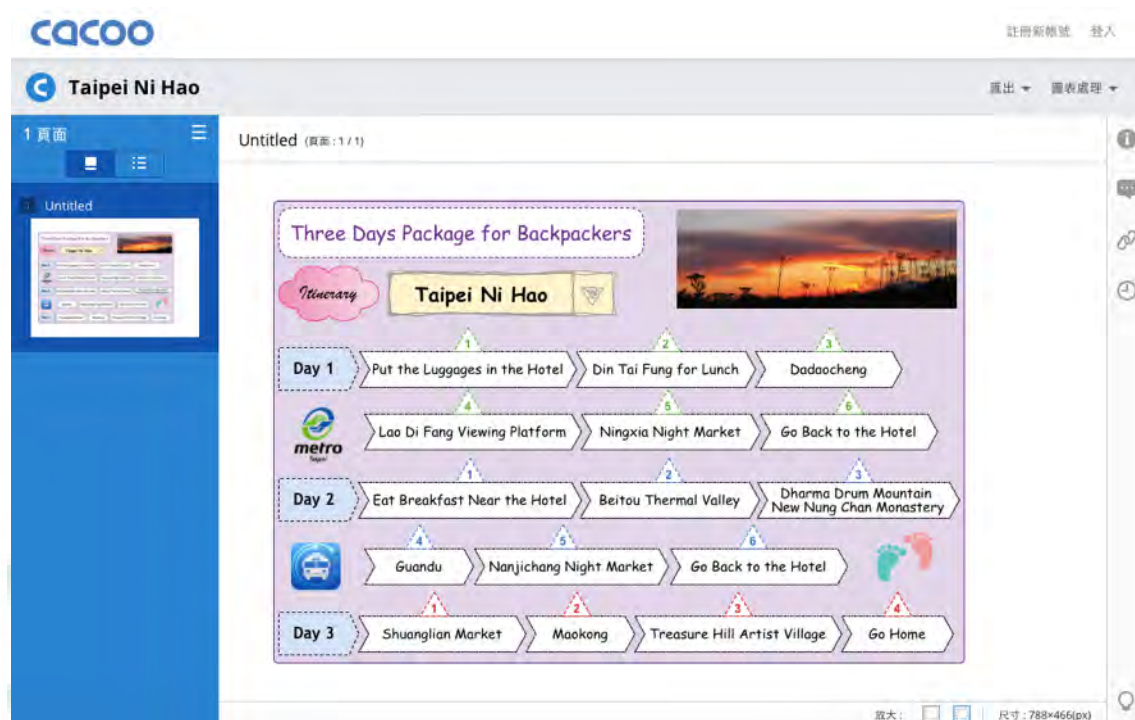 cacoo
註冊新帳號 登入
Taipei Ni Hao
匯出 圖表處理
1 頁面
Untitled (頁面 : 1 / 1)
1 Untitled
Three Days Package for Backpackers
Itinerary
Taipei Ni Hao
1 2 3
Day 1 Put the Luggages in the Hotel Din Tai Fung for Lunch Dadaocheng
4 5 6
metro
Taipei
Lao Di Fang Viewing Platform Ningxia Night Market Go Back to the Hotel
1 2 3
Day 2 Eat Breakfast Near the Hotel Beitou Thermal Valley Dharma Drum Mountain
New Nung Chan Monastery
4 5 6
Guandu Nanjichang Night Market Go Back to the Hotel
1 2 3 4
Day 3 Shuanglian Market Maokong Treasure Hill Artist Village Go Home
放大 : 尺寸 : 788×466(px)